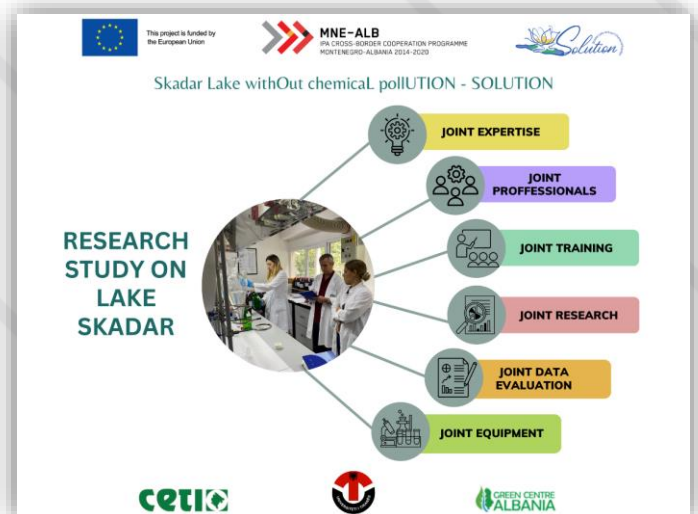 This project is funded by
the European Union
MNE-ALB
IPA CROSS-BORDER COOPERATION PROGRAMME
MONTENEGRO-ALBANIA 2014-2020
Solution
Skadar Lake withOut chemicaL pollUTION - SOLUTION
JOINT EXPERTISE
JOINT
PROFFESSIONALS
RESEARCH
STUDY ON
LAKE
SKADAR
JOINT TRAINING
JOINT RESEARCH
JOINT DATA
EVALUATION
JOINT EQUIPMENT
CETI
GREEN CENTRE
ALBANIA